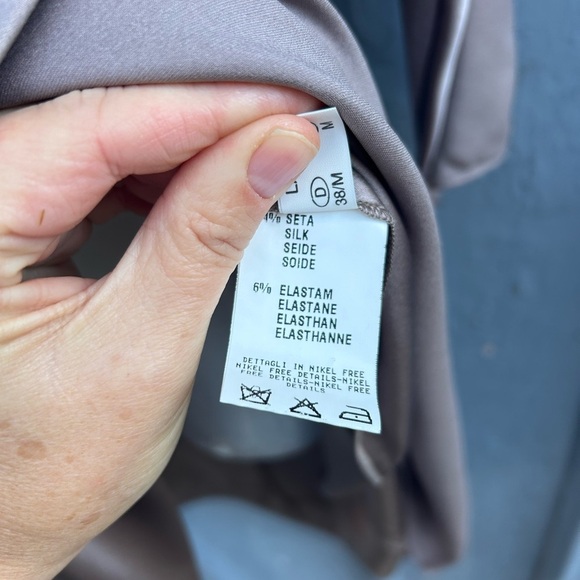 D
38/M
% SETA
SILK
SEIDE
SOIDE
6% ELASTAM
ELASTANE
ELASTHAN
ELASTHANNE
DETTAGLI IN NIKEL FREE
NIKEL FREE DETAILS-NIKEL
FREE DETAILS-NIKEL FREE
DETAILS